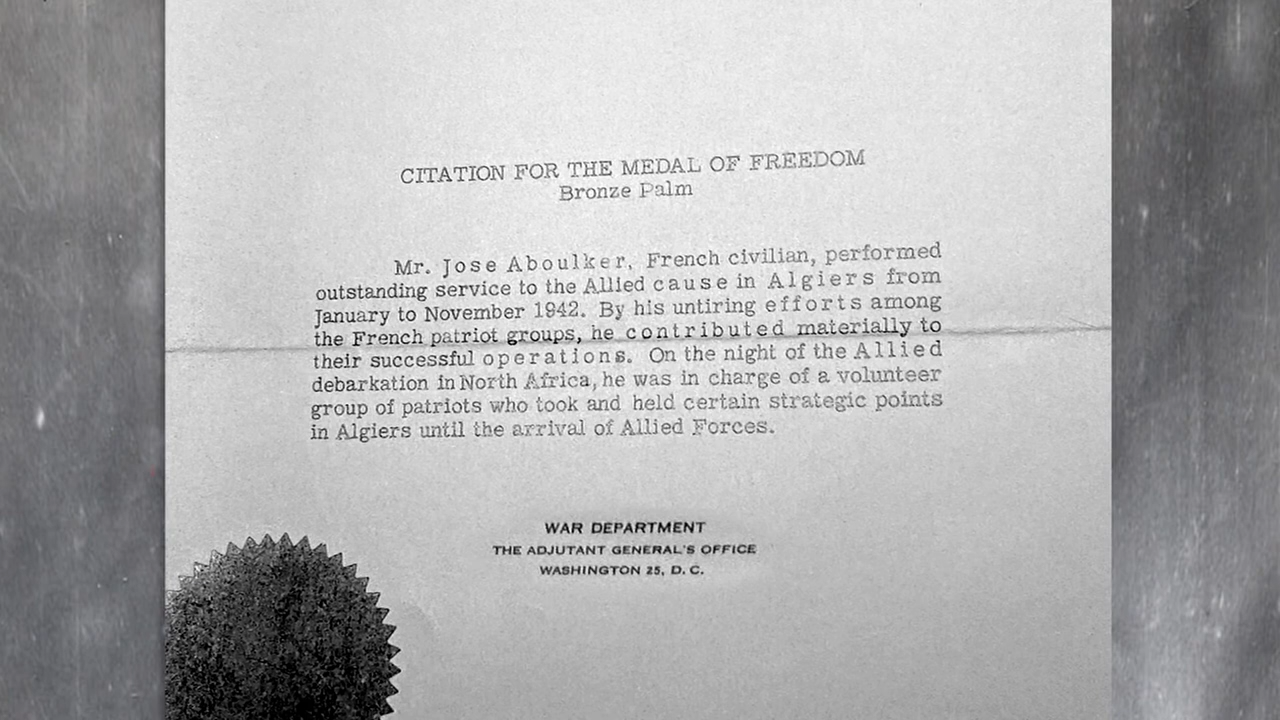 CITATION FOR THE MEDAL OF FREEDOM
Bronze Palm
Mr. Jose Aboulker, French civilian, performed
outstanding service to the Allied cause in Algiers from
January to November 1942. By his untiring efforts among
the French patriot groups, he contributed materially to
their successful operations. On the night of the Allied
debarkation in North Africa, he was in charge of a volunteer
group of patriots who took and held certain strategic points
in Algiers until the arrival of Allied Forces.
WAR DEPARTMENT
THE ADJUTANT GENERAL'S OFFICE
WASHINGTON 25, D. C.